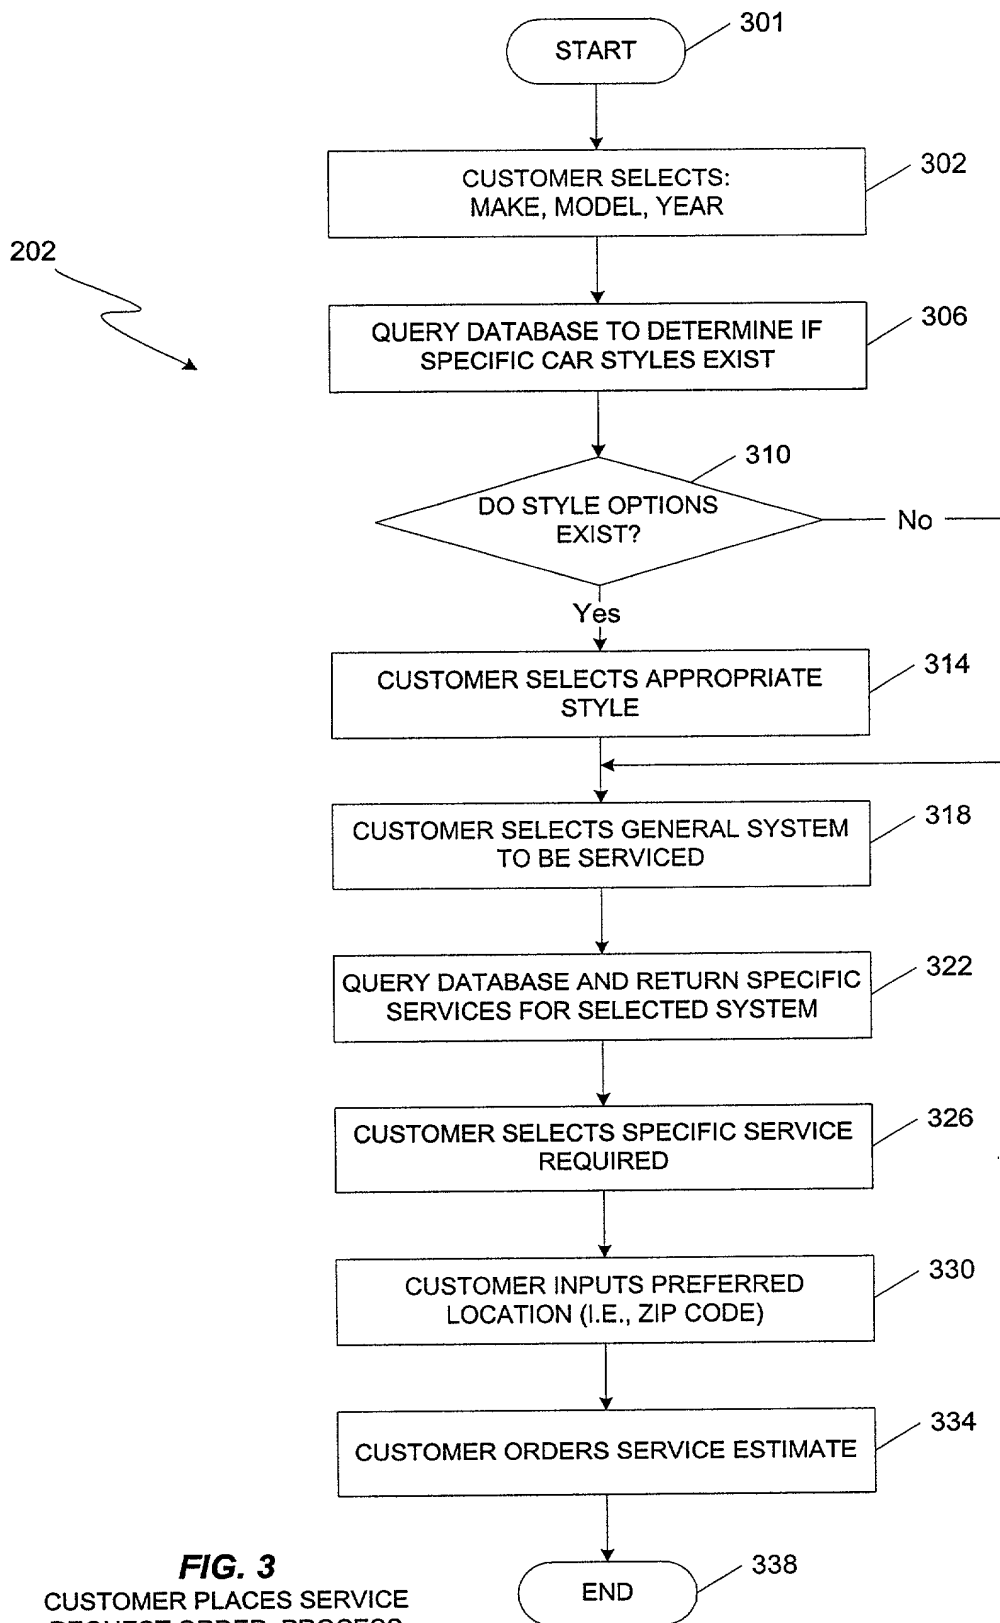 START
301
CUSTOMER SELECTS:
MAKE, MODEL, YEAR
302
202
QUERY DATABASE TO DETERMINE IF
SPECIFIC CAR STYLES EXIST
306
310
DO STYLE OPTIONS
EXIST?
No
Yes
CUSTOMER SELECTS APPROPRIATE
STYLE
314
CUSTOMER SELECTS GENERAL SYSTEM
TO BE SERVICED
318
QUERY DATABASE AND RETURN SPECIFIC
SERVICES FOR SELECTED SYSTEM
322
CUSTOMER SELECTS SPECIFIC SERVICE
REQUIRED
326
CUSTOMER INPUTS PREFERRED
LOCATION (I.E., ZIP CODE)
330
CUSTOMER ORDERS SERVICE ESTIMATE
334
END
338
FIG. 3
CUSTOMER PLACES SERVICE
REQUEST ORDER PROCESS